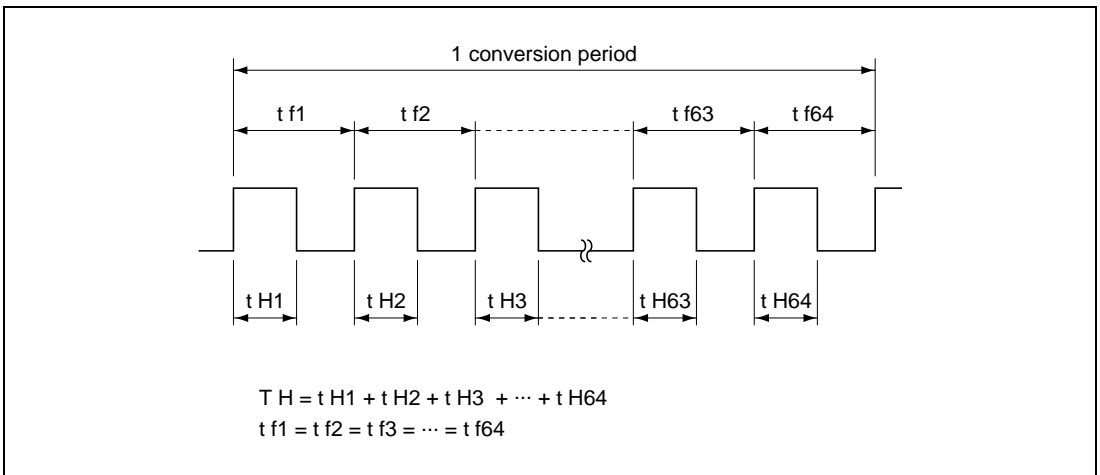 1 conversion period
t f1 t f2 t f63 t f64
t H1 t H2 t H3 t H63 t H64
T H = t H1 + t H2 + t H3 + ··· + t H64
t f1 = t f2 = t f3 = ··· = t f64